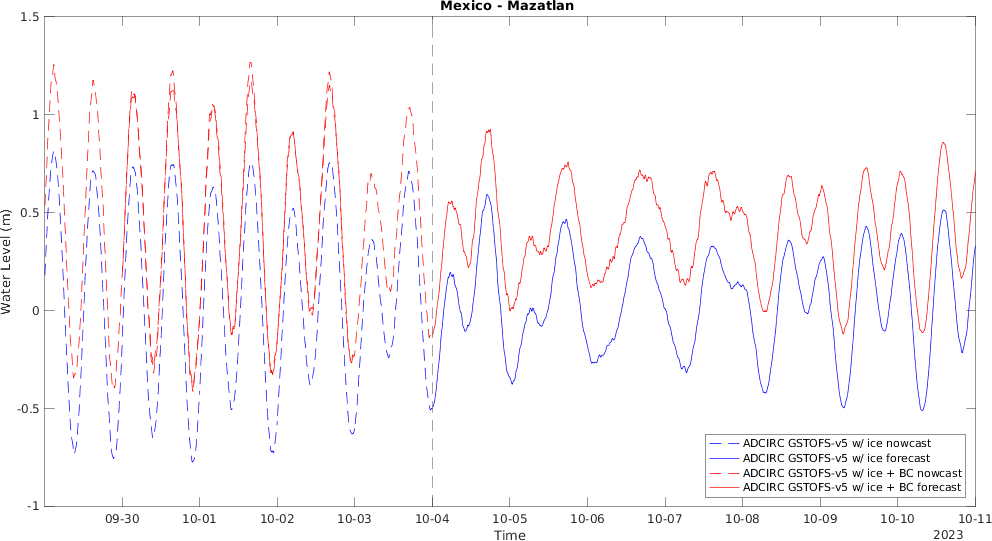 Mexico - Mazatlan
1.5
1
0.5
0
-0.5
-1
Water Level (m)
09-30 10-01 10-02 10-03 10-04 10-05 10-06 10-07 10-08 10-09 10-10 10-11
Time
2023
ADCIRC GSTOFS-v5 w/ ice nowcast
ADCIRC GSTOFS-v5 w/ ice forecast
ADCIRC GSTOFS-v5 w/ ice + BC nowcast
ADCIRC GSTOFS-v5 w/ ice + BC forecast